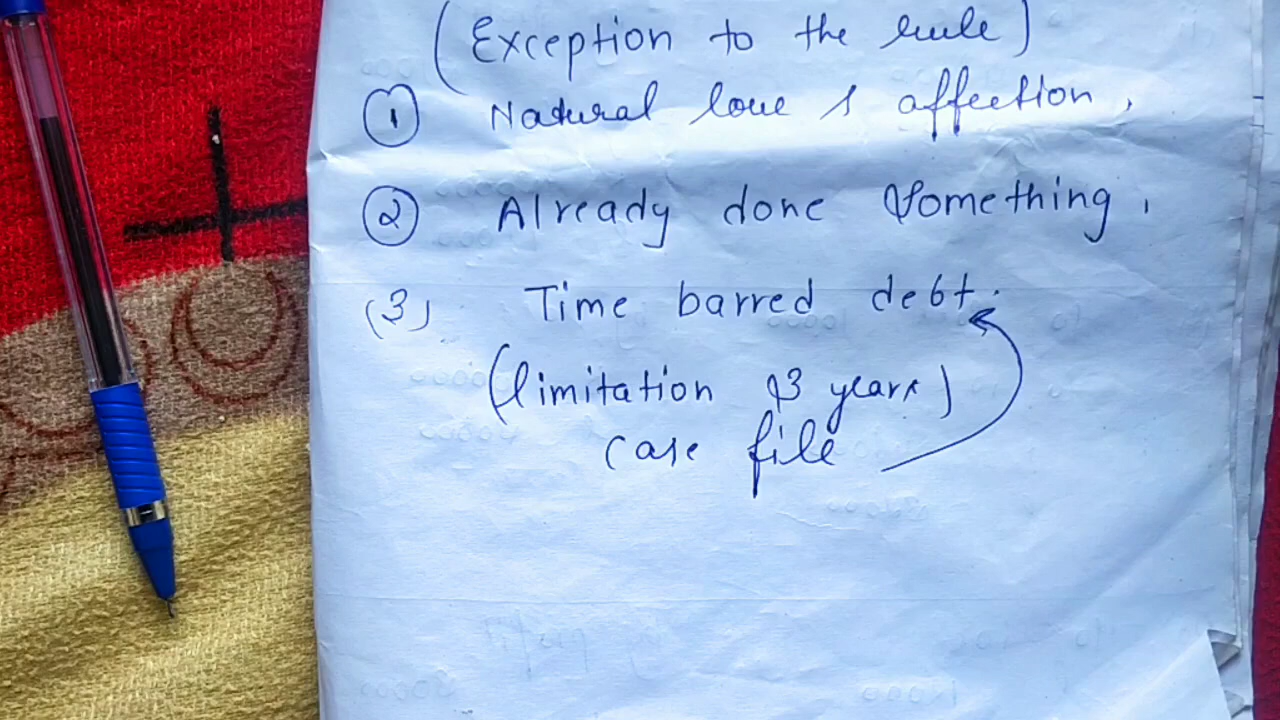 (Exception to the rule)
① Natural love & affection,
② Already done Something,
(3) Time barred debt.
(limitation 3 years)
case file